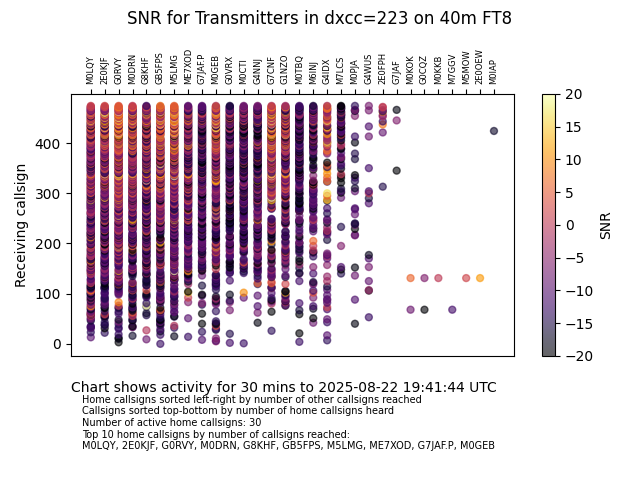 SNR for Transmitters in dxcc=223 on 40m FT8
M0LQY 2E0KJF G0RVY M0DRN G8KHF GB5FPS M5LMG ME7XOD G7JAF.P M0GEB G0VRX M0CTI G4NNJ G7CNF G1NZO M0TBQ M6INJ G4IDX M7LCS M0PJA G4WUS 2E0FPH G7JAF M0KOK G0CQZ M0KKB M7GGV M5MOW 2E0OEW M0IAP
Receiving callsign
400
300
200
100
0
20
15
10
5
0
−5
−10
−15
−20
SNR
Chart shows activity for 30 mins to 2025-08-22 19:41:44 UTC
Home callsigns sorted left-right by number of other callsigns reached
Callsigns sorted top-bottom by number of home callsigns heard
Number of active home callsigns: 30
Top 10 home callsigns by number of callsigns reached:
M0LQY, 2E0KJF, G0RVY, M0DRN, G8KHF, GB5FPS, M5LMG, ME7XOD, G7JAF.P, M0GEB